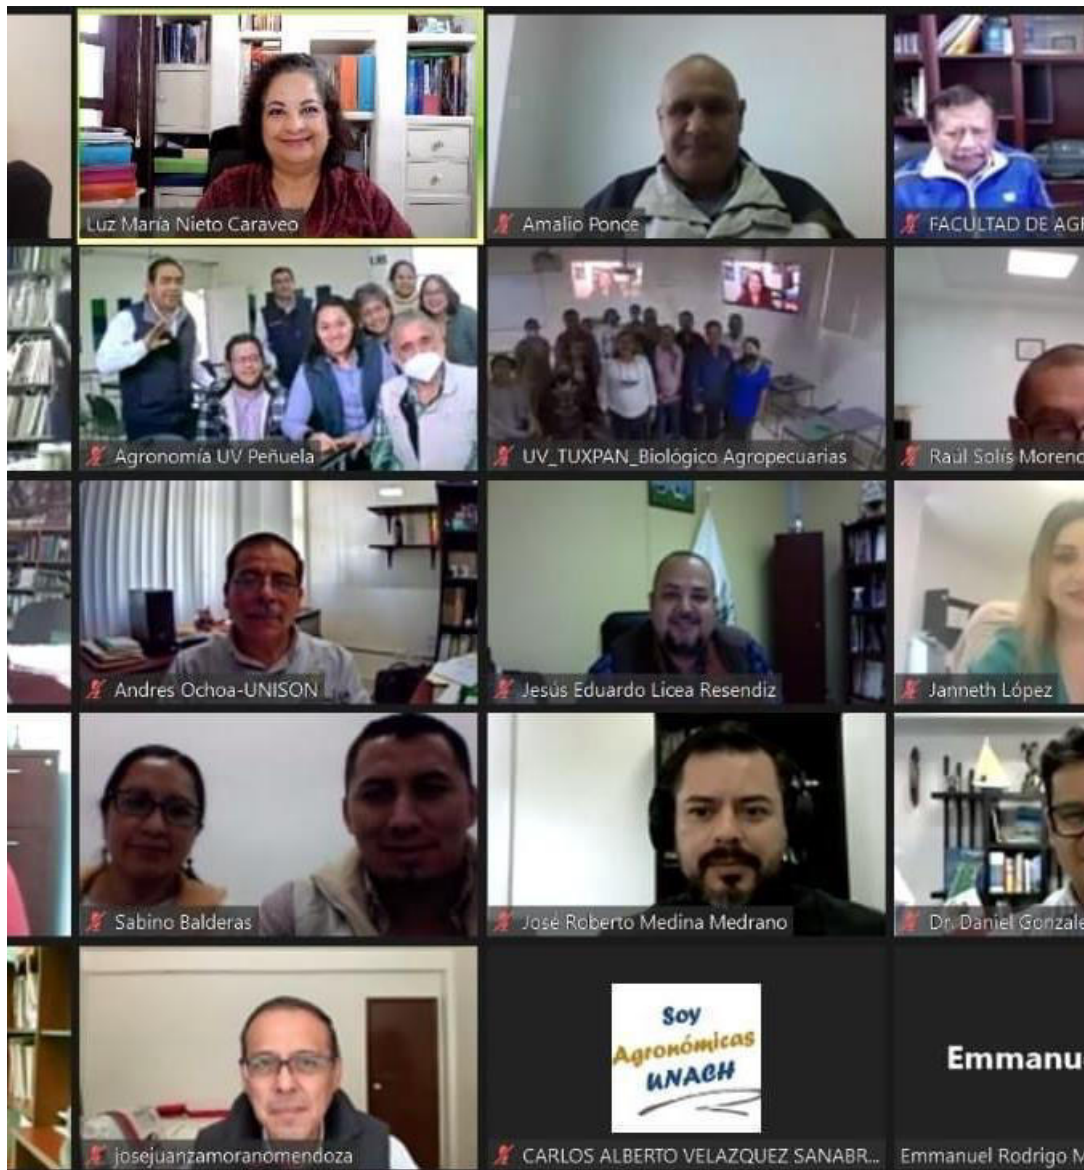 Luz María Nieto Caraveo
Amalio Ponce
FACULTAD DE AG
Agronomía UV Peñuela
UV_TUXPAN_Biológico Agropecuarias
Raúl Solís Moreno
Andres Ochoa-UNISON
Jesús Eduardo Licea Resendiz
Janneth López
Sabino Balderas
José Roberto Medina Medrano
Dr. Daniel Gonzale
josejuanzamoranomendoza
Soy
Agronómicas
UNACH
CARLOS ALBERTO VELAZQUEZ SANABR...
Emmanu
Emmanuel Rodrigo M